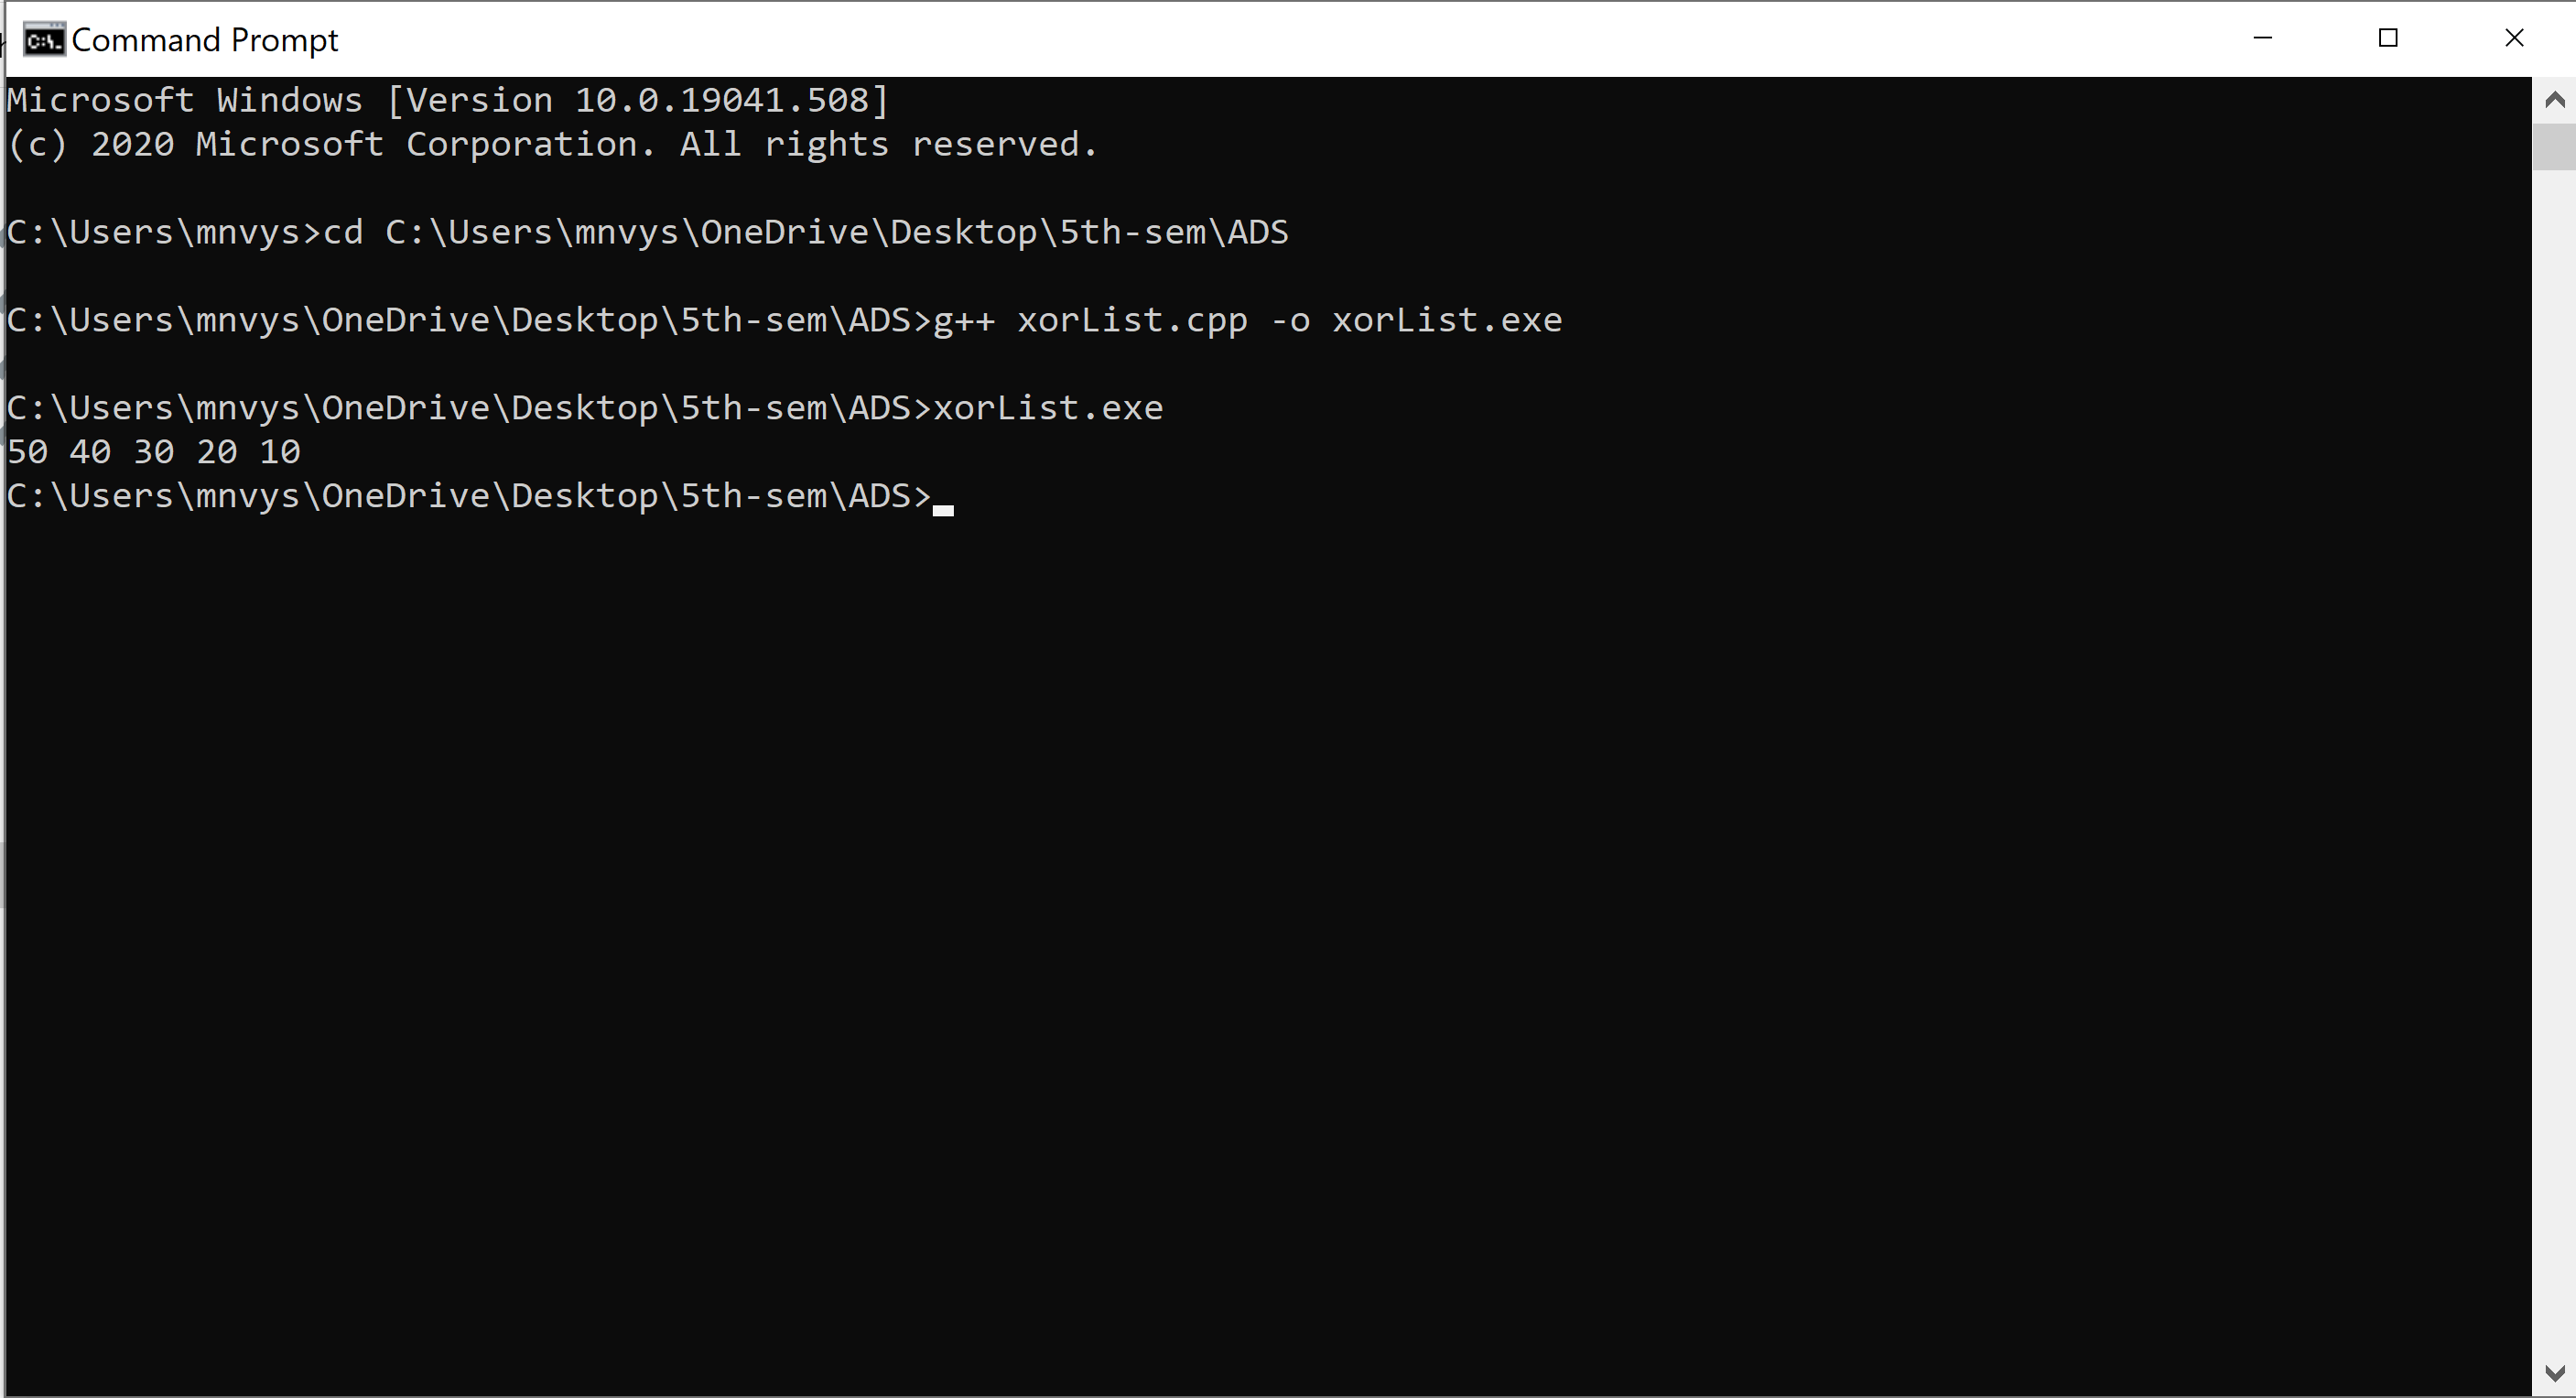 Command Prompt
Microsoft Windows [Version 10.0.19041.508]
(c) 2020 Microsoft Corporation. All rights reserved.
C:\Users\mnvys>cd C:\Users\mnvys\OneDrive\Desktop\5th-sem\ADS
C:\Users\mnvys\OneDrive\Desktop\5th-sem\ADS>g++ xorList.cpp -o xorList.exe
C:\Users\mnvys\OneDrive\Desktop\5th-sem\ADS>xorList.exe
50 40 30 20 10
C:\Users\mnvys\OneDrive\Desktop\5th-sem\ADS>